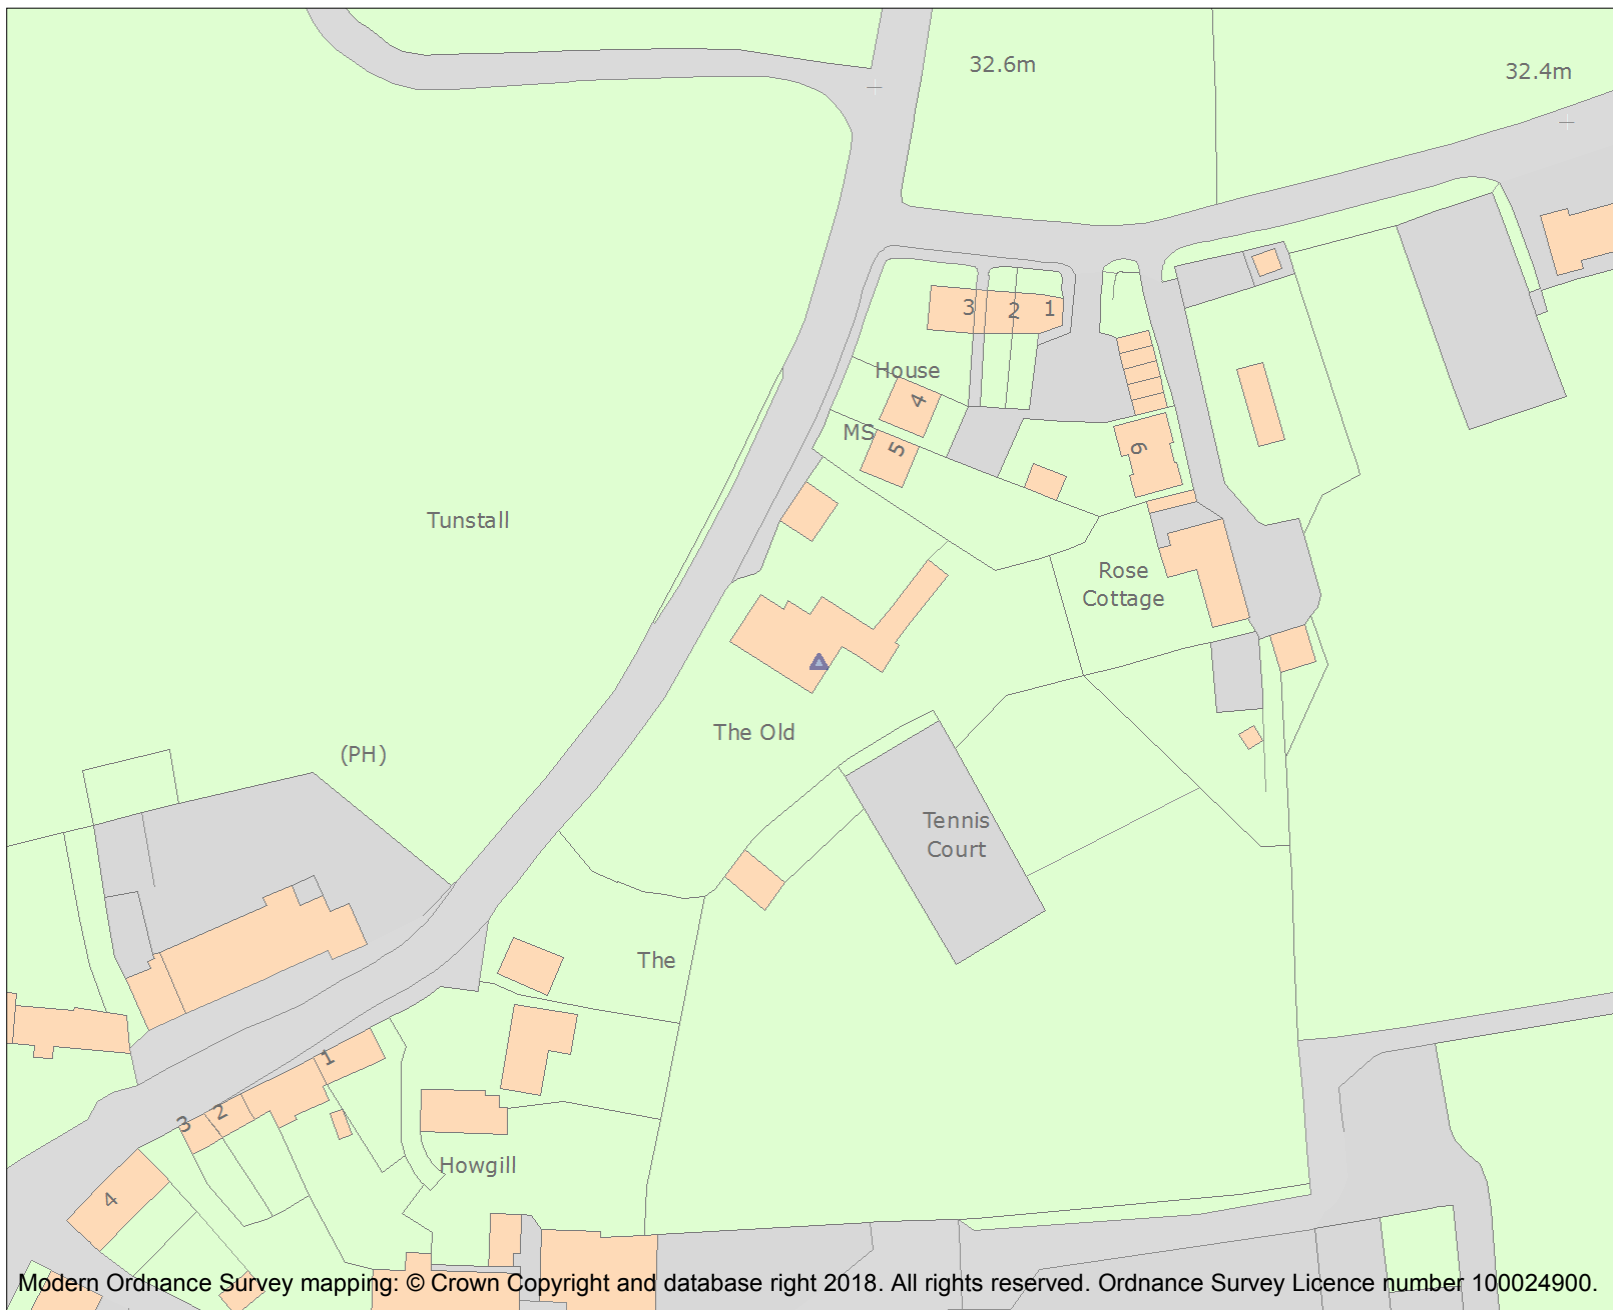 32.6m
32.4m
3
2
1
House
4
MS
5
6
Tunstall
Rose
Cottage
The Old
(PH)
Tennis
Court
The
1
2
3
Howgill
4
Modern Ordnance Survey mapping: © Crown Copyright and database right 2018. All rights reserved. Ordnance Survey Licence number 100024900.